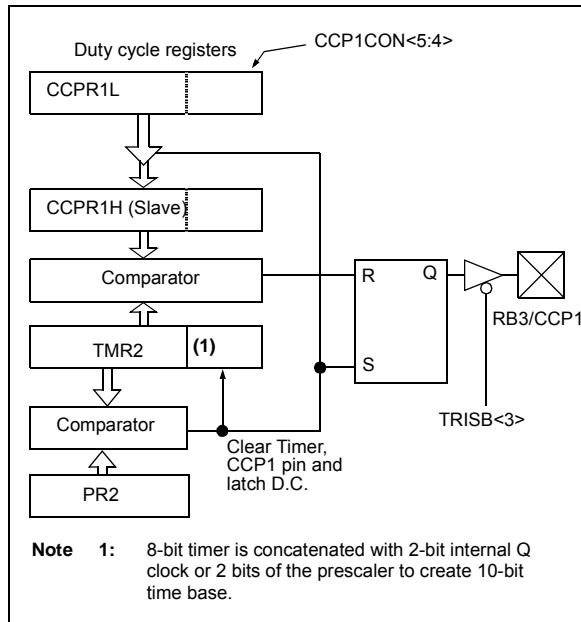 Duty cycle registers
CCP1CON<5:4>
CCPR1L
CCPR1H (Slave)
Comparator
R
Q
RB3/CCP1
TMR2
(1)
S
TRISB<3>
Comparator
Clear Timer,
CCP1 pin and
latch D.C.
PR2
Note 1: 8-bit timer is concatenated with 2-bit internal Q
clock or 2 bits of the prescaler to create 10-bit
time base.